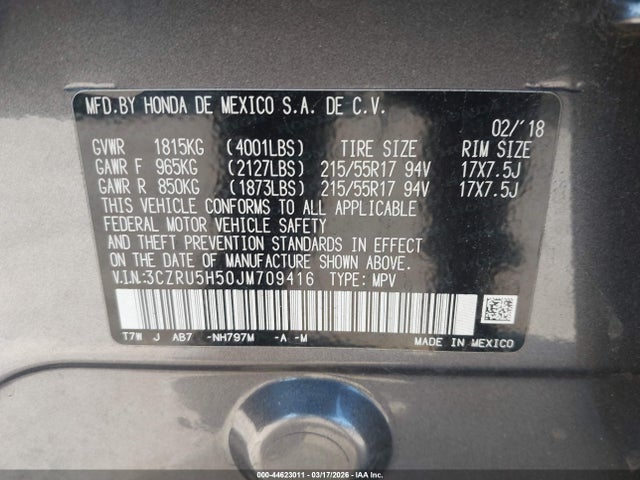 MFD.BY HONDA DE MEXICO S.A. DE C.V.
02/'18
GVWR 1815KG (4001LBS) TIRE SIZE RIM SIZE
GAWR F 965KG (2127LBS) 215/55R17 94V 17X7.5J
GAWR R 850KG (1873LBS) 215/55R17 94V 17X7.5J
THIS VEHICLE CONFORMS TO ALL APPLICABLE
FEDERAL MOTOR VEHICLE SAFETY
AND THEFT PREVENTION STANDARDS IN EFFECT
ON THE DATE OF MANUFACTURE SHOWN ABOVE.
V.I.N:3CZRU5H50JM709416 TYPE: MPV
T7W J AB7 -NH797M -A -M MADE IN MEXICO
000-44623011 - 03/17/2026 - IAA Inc.